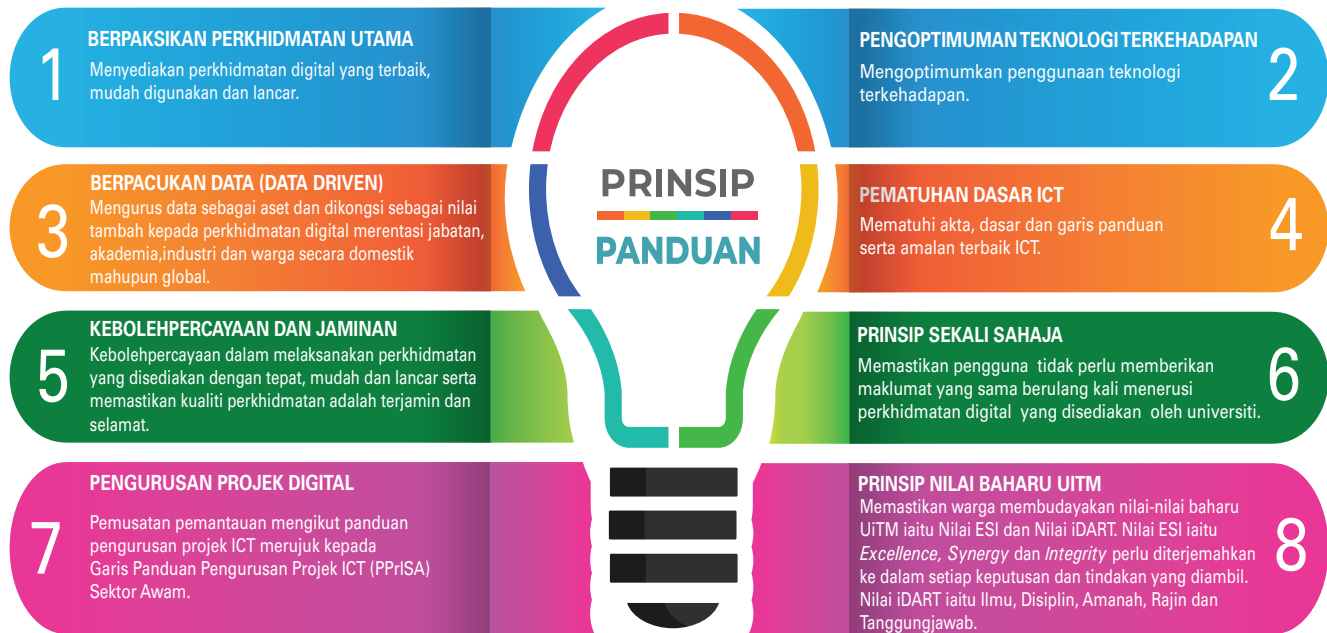 1
BERPAKSIKAN PERKHIDMATAN UTAMA
Menyediakan perkhidmatan digital yang terbaik,
mudah digunakan dan lancar.
PENGOPTIMUMAN TEKNOLOGI TERKEHADAPAN
Mengoptimumkan penggunaan teknologi
terkehadapan.
2
PRINSIP
PANDUAN
3
BERPACUKAN DATA (DATA DRIVEN)
Mengurus data sebagai aset dan dikongsi sebagai nilai
tambah kepada perkhidmatan digital merentasi jabatan,
akademia,industri dan warga secara domestik
mahupun global.
PEMATUHAN DASAR ICT
Mematuhi akta, dasar dan garis panduan
serta amalan terbaik ICT.
4
5
KEBOLEHPERCAYAAN DAN JAMINAN
Kebolehpercayaan dalam melaksanakan perkhidmatan
yang disediakan dengan tepat, mudah dan lancar serta
memastikan kualiti perkhidmatan adalah terjamin dan
selamat.
PRINSIP SEKALI SAHAJA
Memastikan pengguna tidak perlu memberikan
maklumat yang sama berulang kali menerusi
perkhidmatan digital yang disediakan oleh universiti.
6
7
PENGURUSAN PROJEK DIGITAL
Pemusatan pemantauan mengikut panduan
pengurusan projek ICT merujuk kepada
Garis Panduan Pengurusan Projek ICT (PPrISA)
Sektor Awam.
PRINSIP NILAI BAHARU UITM
Memastikan warga membudayakan nilai-nilai baharu
UiTM iaitu Nilai ESI dan Nilai iDART. Nilai ESI iaitu
Excellence, Synergy dan Integrity perlu diterjemahkan
ke dalam setiap keputusan dan tindakan yang diambil.
Nilai iDART iaitu Ilmu, Disiplin, Amanah, Rajin dan
Tanggungjawab.
8